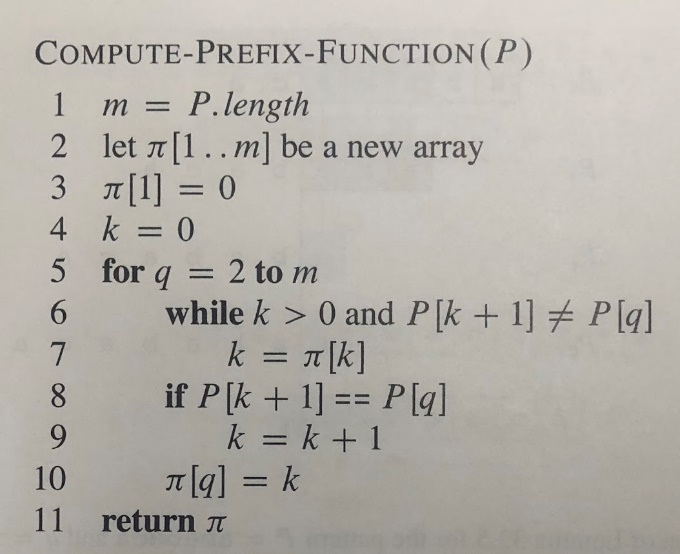 COMPUTE-PREFIX-FUNCTION(P)
1 m = P.length
2 let π[1 . . m] be a new array
3 π[1] = 0
4 k = 0
5 for q = 2 to m
6 while k > 0 and P[k + 1] ≠ P[q]
7 k = π[k]
8 if P[k + 1] == P[q]
9 k = k + 1
10 π[q] = k
11 return π